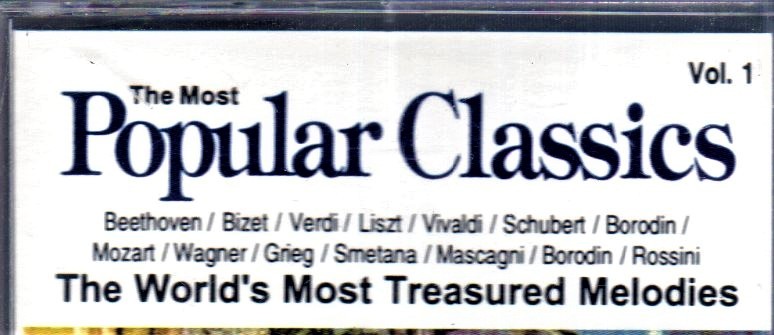 Vol. 1
The Most
Popular Classics
Beethoven / Bizet / Verdi / Liszt / Vivaldi / Schubert / Borodin /
Mozart / Wagner / Grieg / Smetana / Mascagni / Borodin / Rossini
The World's Most Treasured Melodies